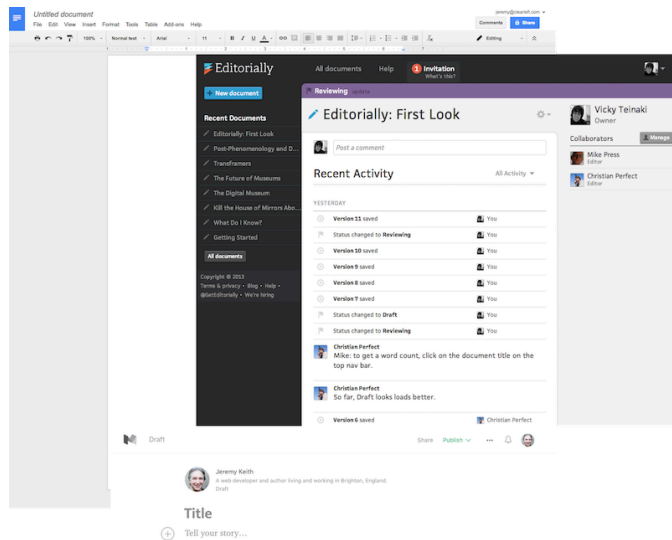 Untitled document
jeremy@clearleft.com
File Edit View Insert Format Tools Table Add-ons Help
Comments
Share
100%
Normal text
Arial
11
B I U A
Editing
Editorially
All documents
Help
1 Invitation
What's this?
+ New document
Recent Documents
Editorially: First Look
Post-Phenomenology and D...
Transframers
The Future of Museums
The Digital Museum
Kill the House of Mirrors Abo...
What Do I Know?
Getting Started
All documents
Copyright © 2013
Terms & privacy • Blog • Help •
@GetEditorially • We're hiring
Reviewing update
Editorially: First Look
Post a comment
Recent Activity
All Activity
YESTERDAY
Version 11 saved You
Status changed to Reviewing You
Version 10 saved You
Version 9 saved You
Version 8 saved You
Version 7 saved You
Status changed to Draft You
Status changed to Reviewing You
Christian Perfect
Mike: to get a word count, click on the document title on the
top nav bar.
Christian Perfect
So far, Draft looks loads better.
Version 6 saved Christian Perfect
Vicky Teinaki
Owner
Collaborators
Manage
Mike Press
Editor
Christian Perfect
Editor
Draft
Share
Publish
Jeremy Keith
A web developer and author living and working in Brighton, England.
Draft
Title
Tell your story...